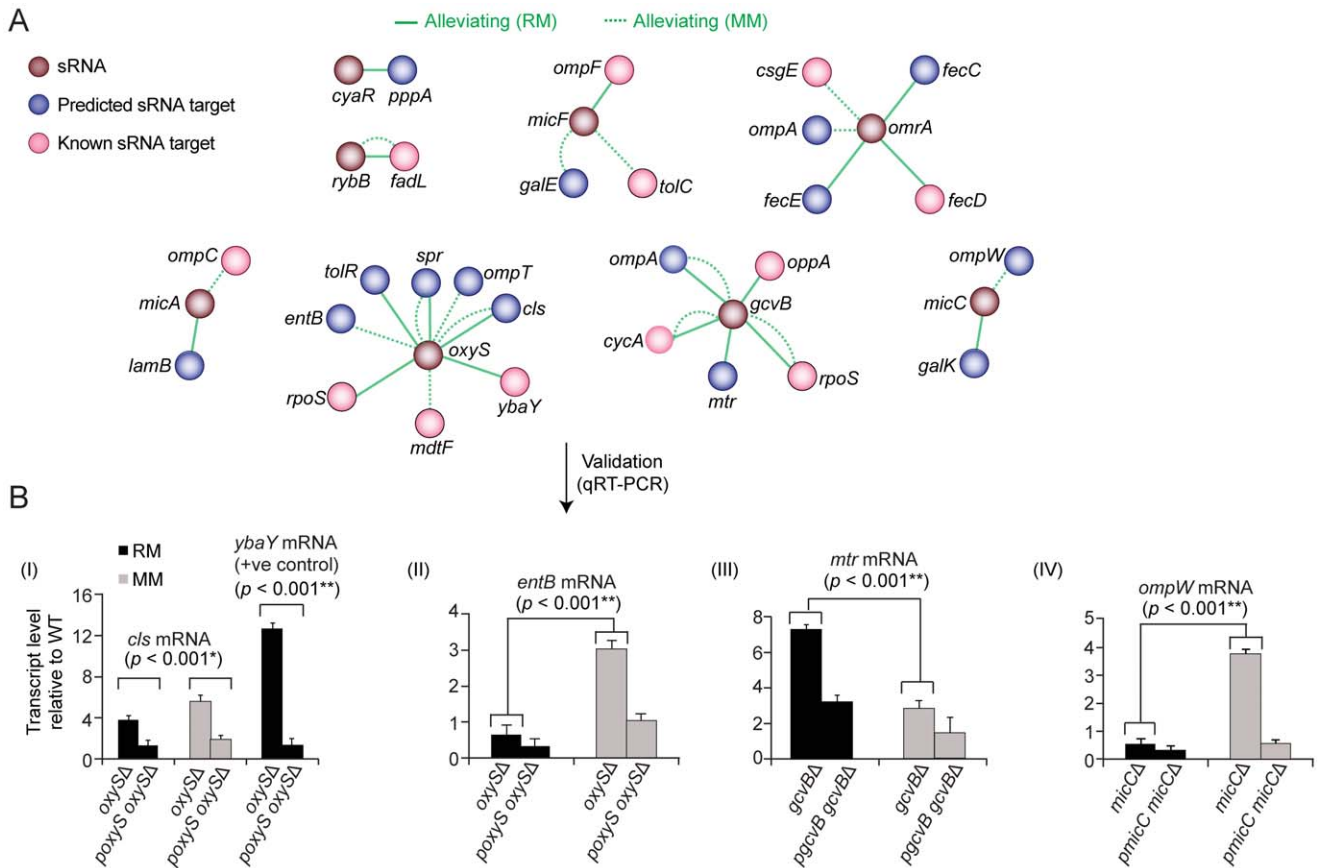 A
Alleviating (RM)
Alleviating (MM)
sRNA
Predicted sRNA target
Known sRNA target
cyaR pppA
rybB fadL
ompF
micF
galE
tolC
csgE
fecC
ompA
omrA
fecE
fecD
ompC
micA
lamB
tolR
spr
ompT
cls
entB
oxyS
rpoS
ybaY
mdtF
ompA
oppA
gcvB
cycA
rpoS
mtr
ompW
micC
galK
Validation
(qRT-PCR)
B
RM
MM
(I)
ybaY mRNA
(+ve control)
(p < 0.001**)
cls mRNA
(p < 0.001*)
Transcript level
relative to WT
16
12
8
4
0
oxySΔ
poxyS oxySΔ
oxySΔ
poxyS oxySΔ
oxySΔ
poxyS oxySΔ
(II)
entB mRNA
(p < 0.001**)
4
3
2
1
0
oxySΔ
poxyS oxySΔ
oxySΔ
poxyS oxySΔ
(III)
mtr mRNA
(p < 0.001**)
8
6
4
2
0
gcvBΔ
pgcvB gcvBΔ
gcvBΔ
pgcvB gcvBΔ
(IV)
ompW mRNA
(p < 0.001**)
5
4
3
2
1
0
micCΔ
pmicC micCΔ
micCΔ
pmicC micCΔ